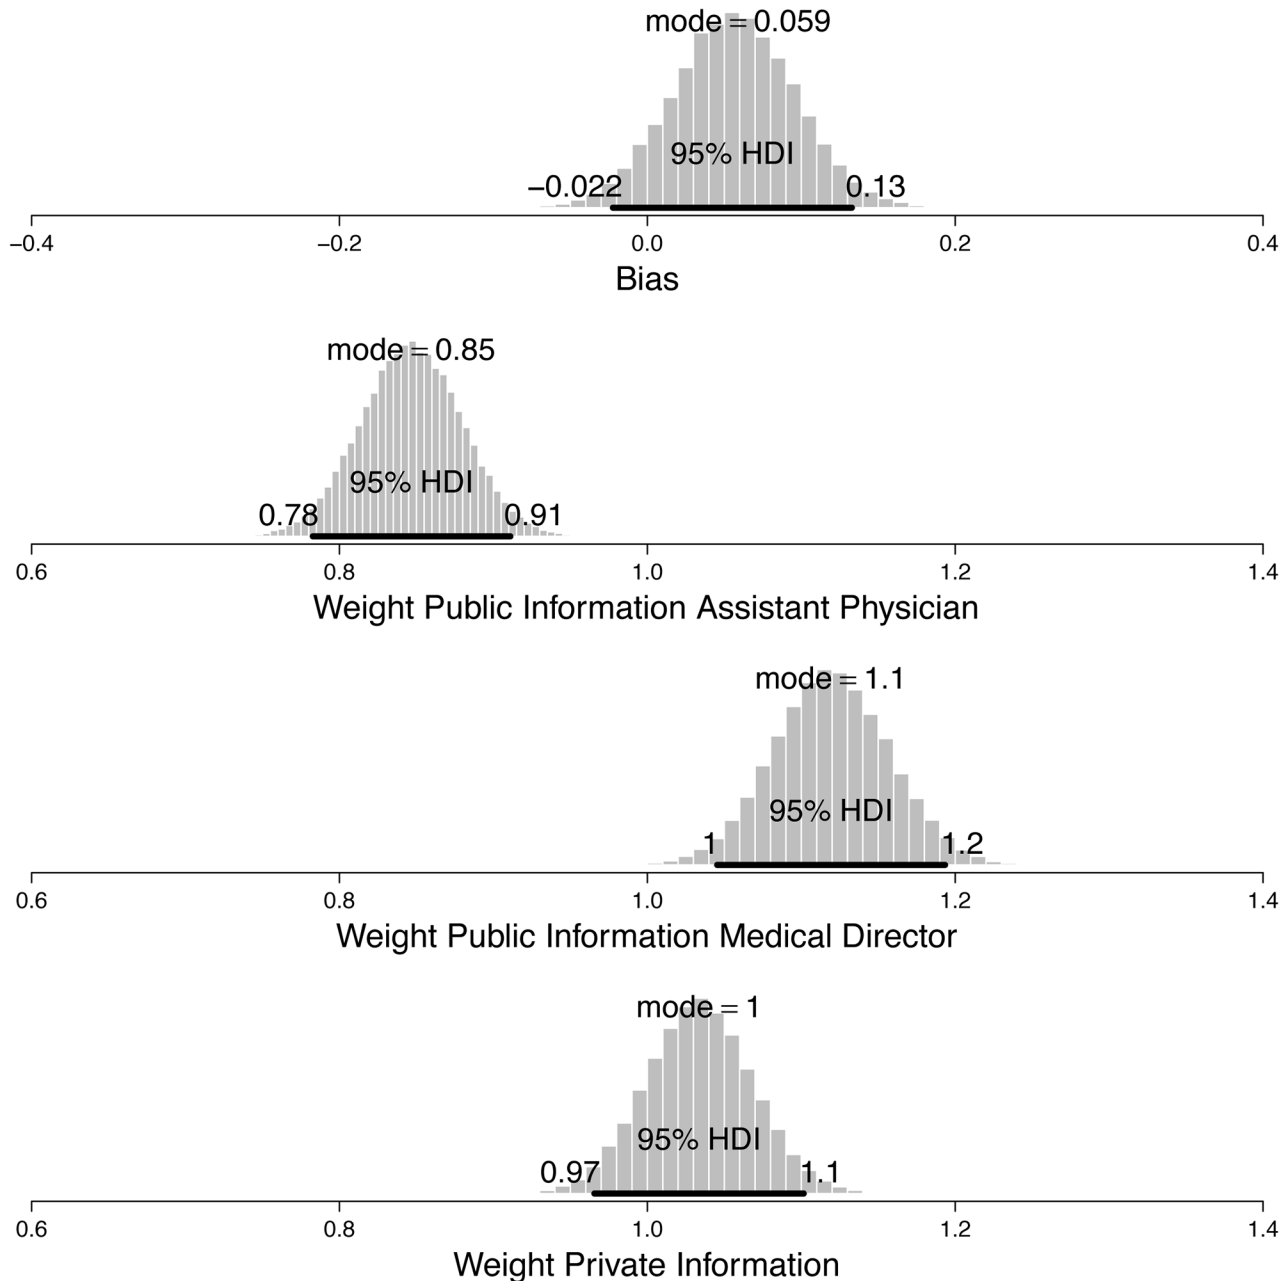 mode = 0.059
95% HDI
−0.022 0.13
−0.4 −0.2 0.0 0.2 0.4
Bias
mode = 0.85
95% HDI
0.78 0.91
0.6 0.8 1.0 1.2 1.4
Weight Public Information Assistant Physician
mode = 1.1
95% HDI
1 1.2
0.6 0.8 1.0 1.2 1.4
Weight Public Information Medical Director
mode = 1
95% HDI
0.97 1.1
0.6 0.8 1.0 1.2 1.4
Weight Private Information